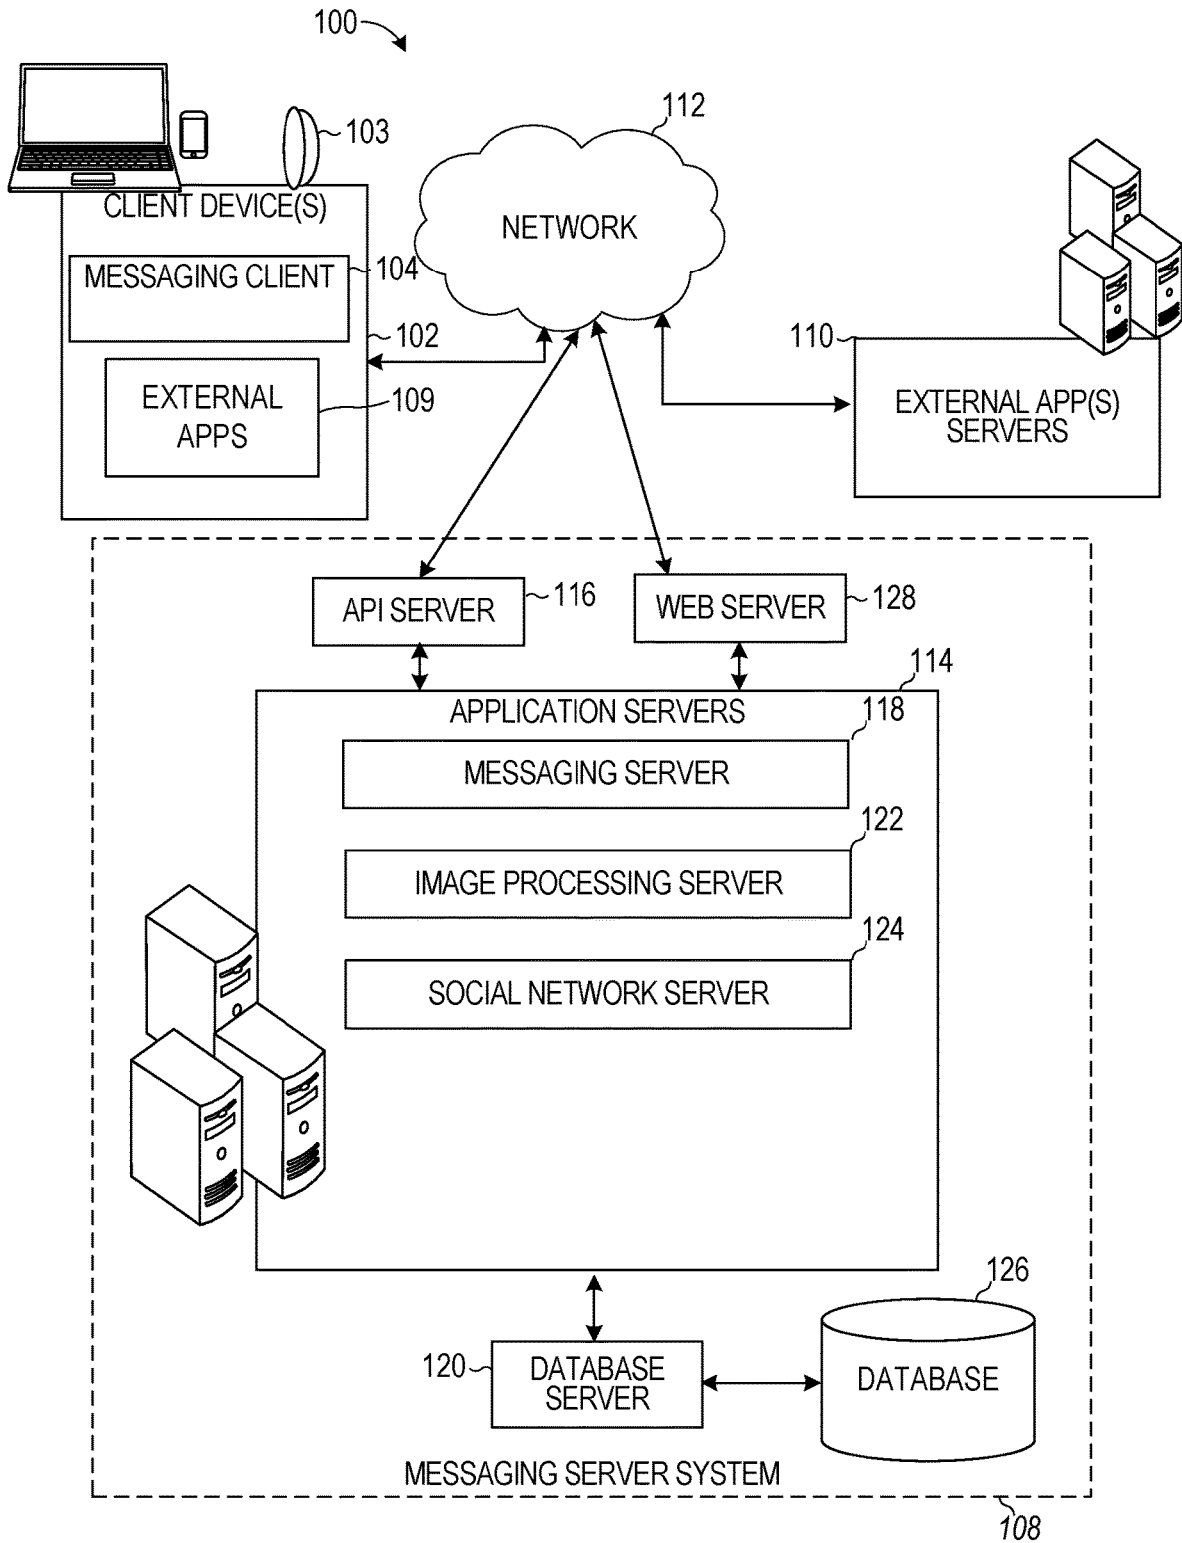 100
112
103
CLIENT DEVICE(S)
NETWORK
MESSAGING CLIENT
104
102
110
EXTERNAL
APPS
109
EXTERNAL APP(S)
SERVERS
API SERVER
116
WEB SERVER
128
114
APPLICATION SERVERS
118
MESSAGING SERVER
122
IMAGE PROCESSING SERVER
124
SOCIAL NETWORK SERVER
126
120
DATABASE
SERVER
DATABASE
MESSAGING SERVER SYSTEM
108